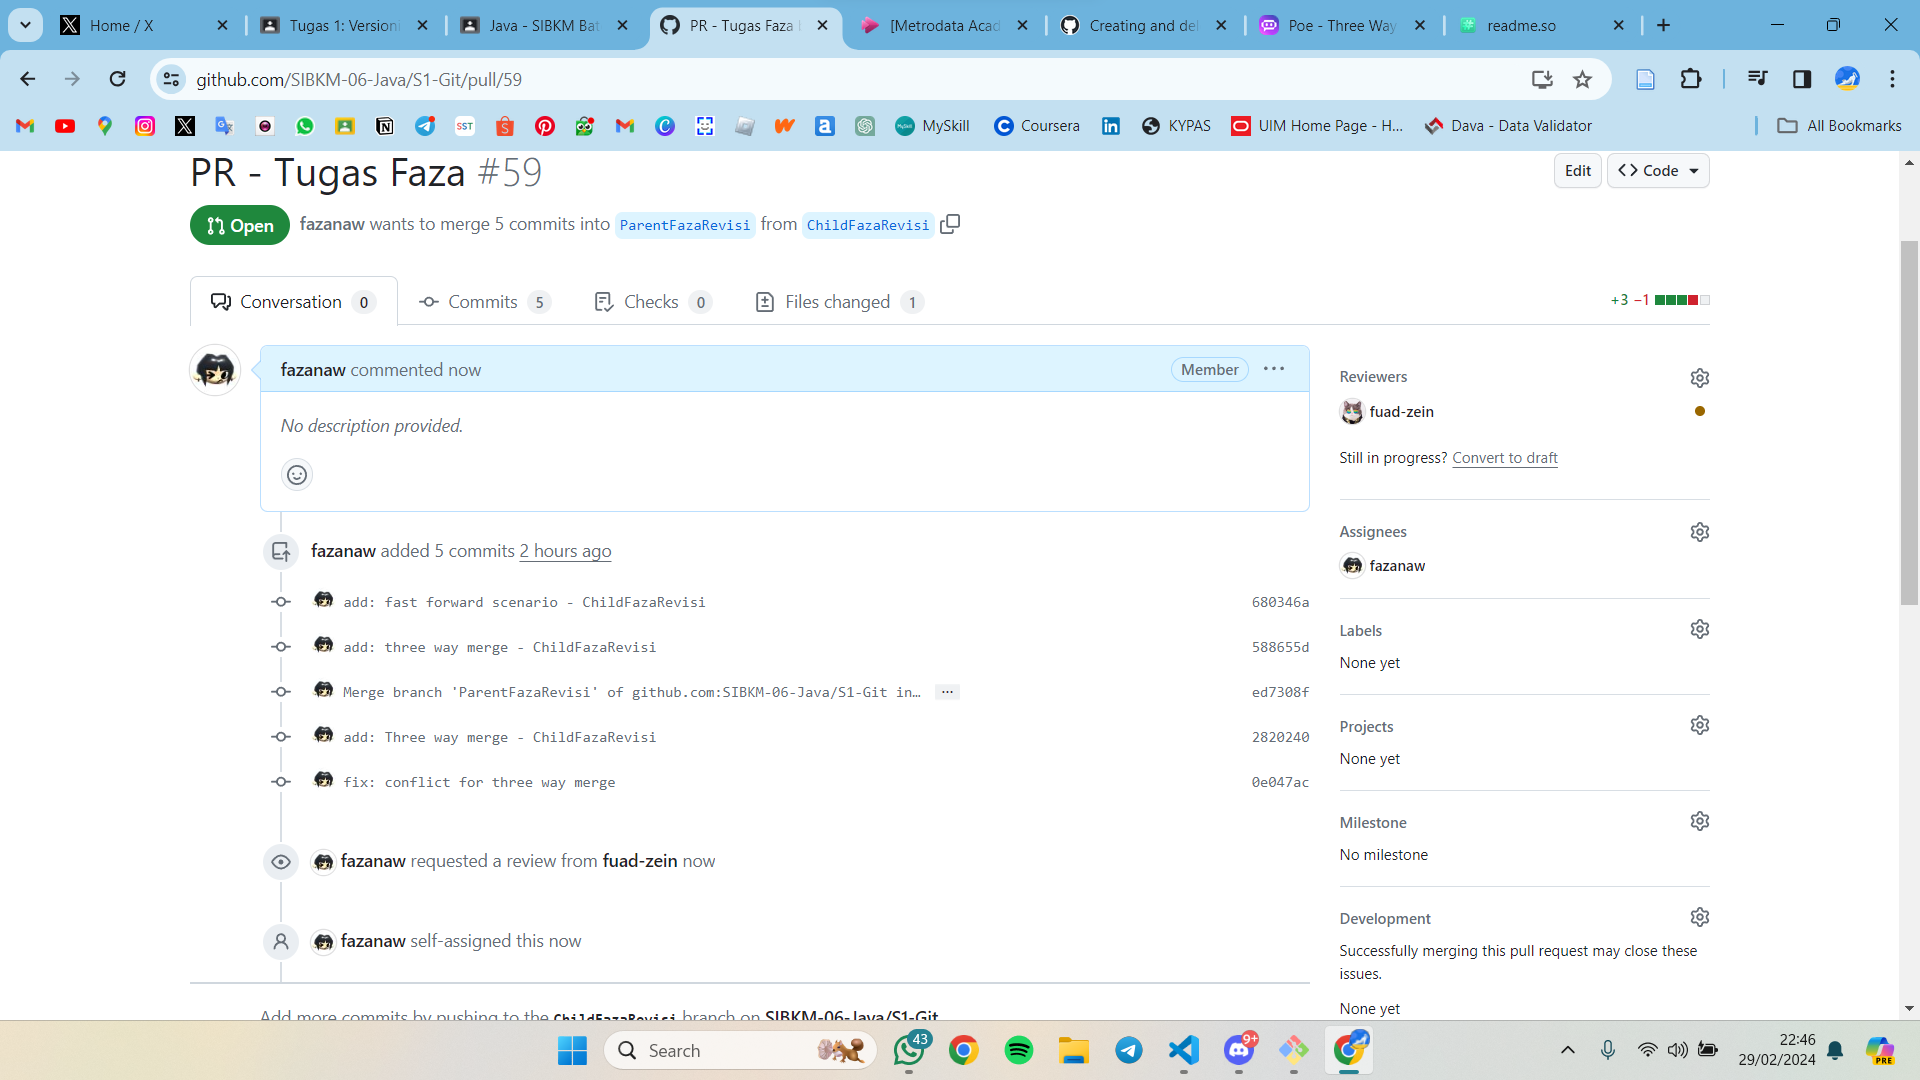 Home / X
Tugas 1: Versioni
Java - SIBKM Bat
PR - Tugas Faza b
[Metrodata Acad
Creating and del
Poe - Three Way
readme.so
github.com/SIBKM-06-Java/S1-Git/pull/59
SST
MySkill
Coursera
KYPAS
UIM Home Page - H...
Dava - Data Validator
All Bookmarks
PR - Tugas Faza #59
Edit
Code
Open
fazanaw wants to merge 5 commits into ParentFazaRevisi from ChildFazaRevisi
Conversation 0
Commits 5
Checks 0
Files changed 1
+3 −1
fazanaw commented now
Member
No description provided.
fazanaw added 5 commits 2 hours ago
add: fast forward scenario - ChildFazaRevisi 680346a
add: three way merge - ChildFazaRevisi 588655d
Merge branch 'ParentFazaRevisi' of github.com:SIBKM-06-Java/S1-Git in… ... ed7308f
add: Three way merge - ChildFazaRevisi 2820240
fix: conflict for three way merge 0e047ac
fazanaw requested a review from fuad-zein now
fazanaw self-assigned this now
Add more commits by pushing to the ChildFazaRevisi branch on SIBKM-06-Java/S1-Git
Reviewers
fuad-zein
Still in progress? Convert to draft
Assignees
fazanaw
Labels
None yet
Projects
None yet
Milestone
No milestone
Development
Successfully merging this pull request may close these
issues.
None yet
Search
43
9+
22:46
29/02/2024
PRE